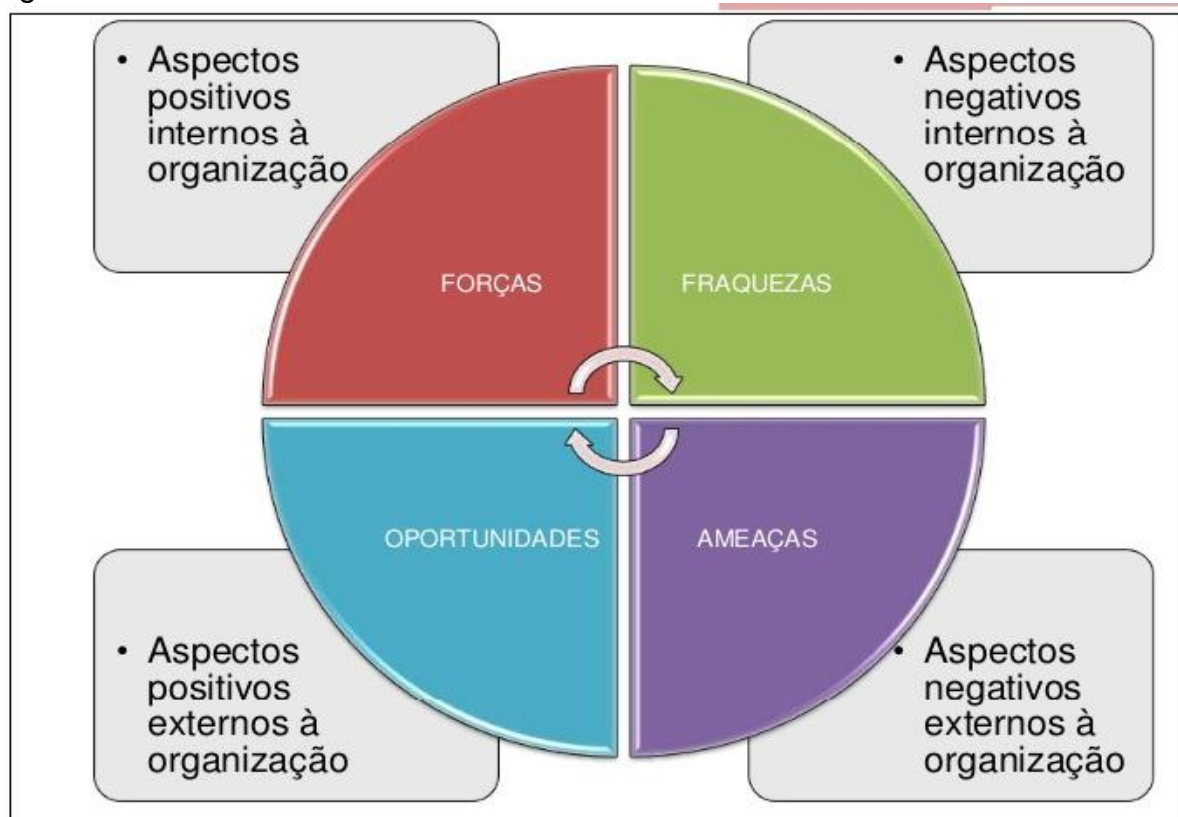 • Aspectos
positivos
internos à
organização
• Aspectos
negativos
internos à
organização
FORÇAS
FRAQUEZAS
OPORTUNIDADES
AMEAÇAS
• Aspectos
positivos
externos à
organização
• Aspectos
negativos
externos à
organização